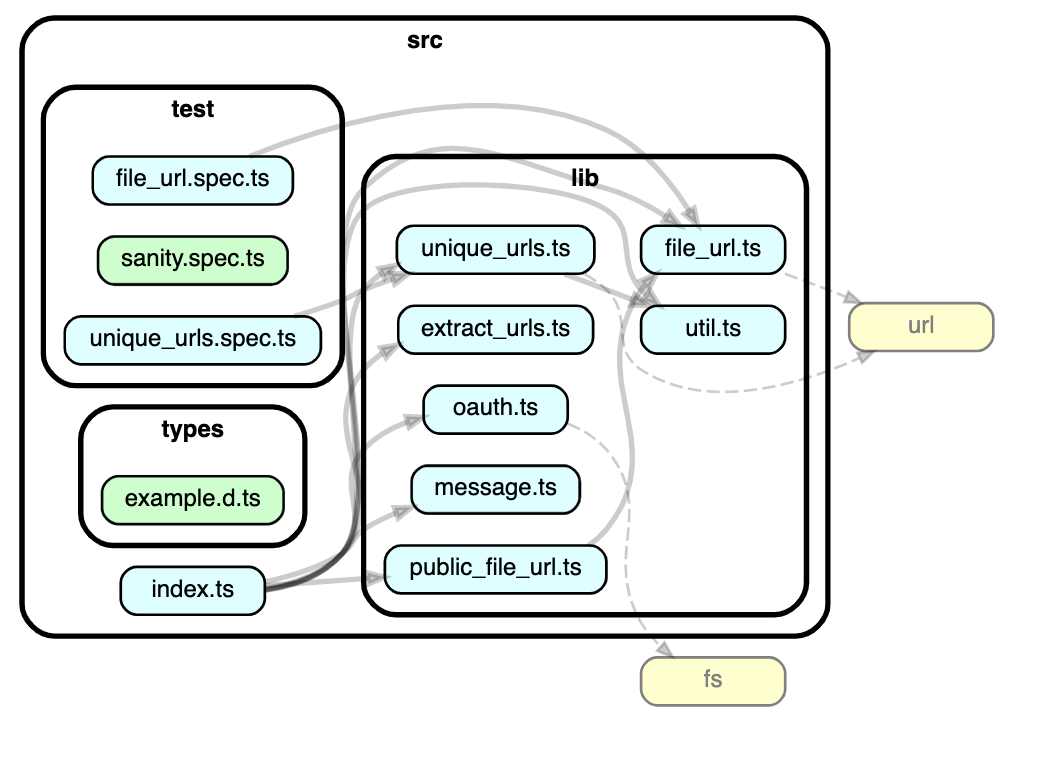 src
test
file_url.spec.ts
sanity.spec.ts
unique_urls.spec.ts
types
example.d.ts
index.ts
lib
unique_urls.ts
extract_urls.ts
oauth.ts
message.ts
public_file_url.ts
file_url.ts
util.ts
url
fs